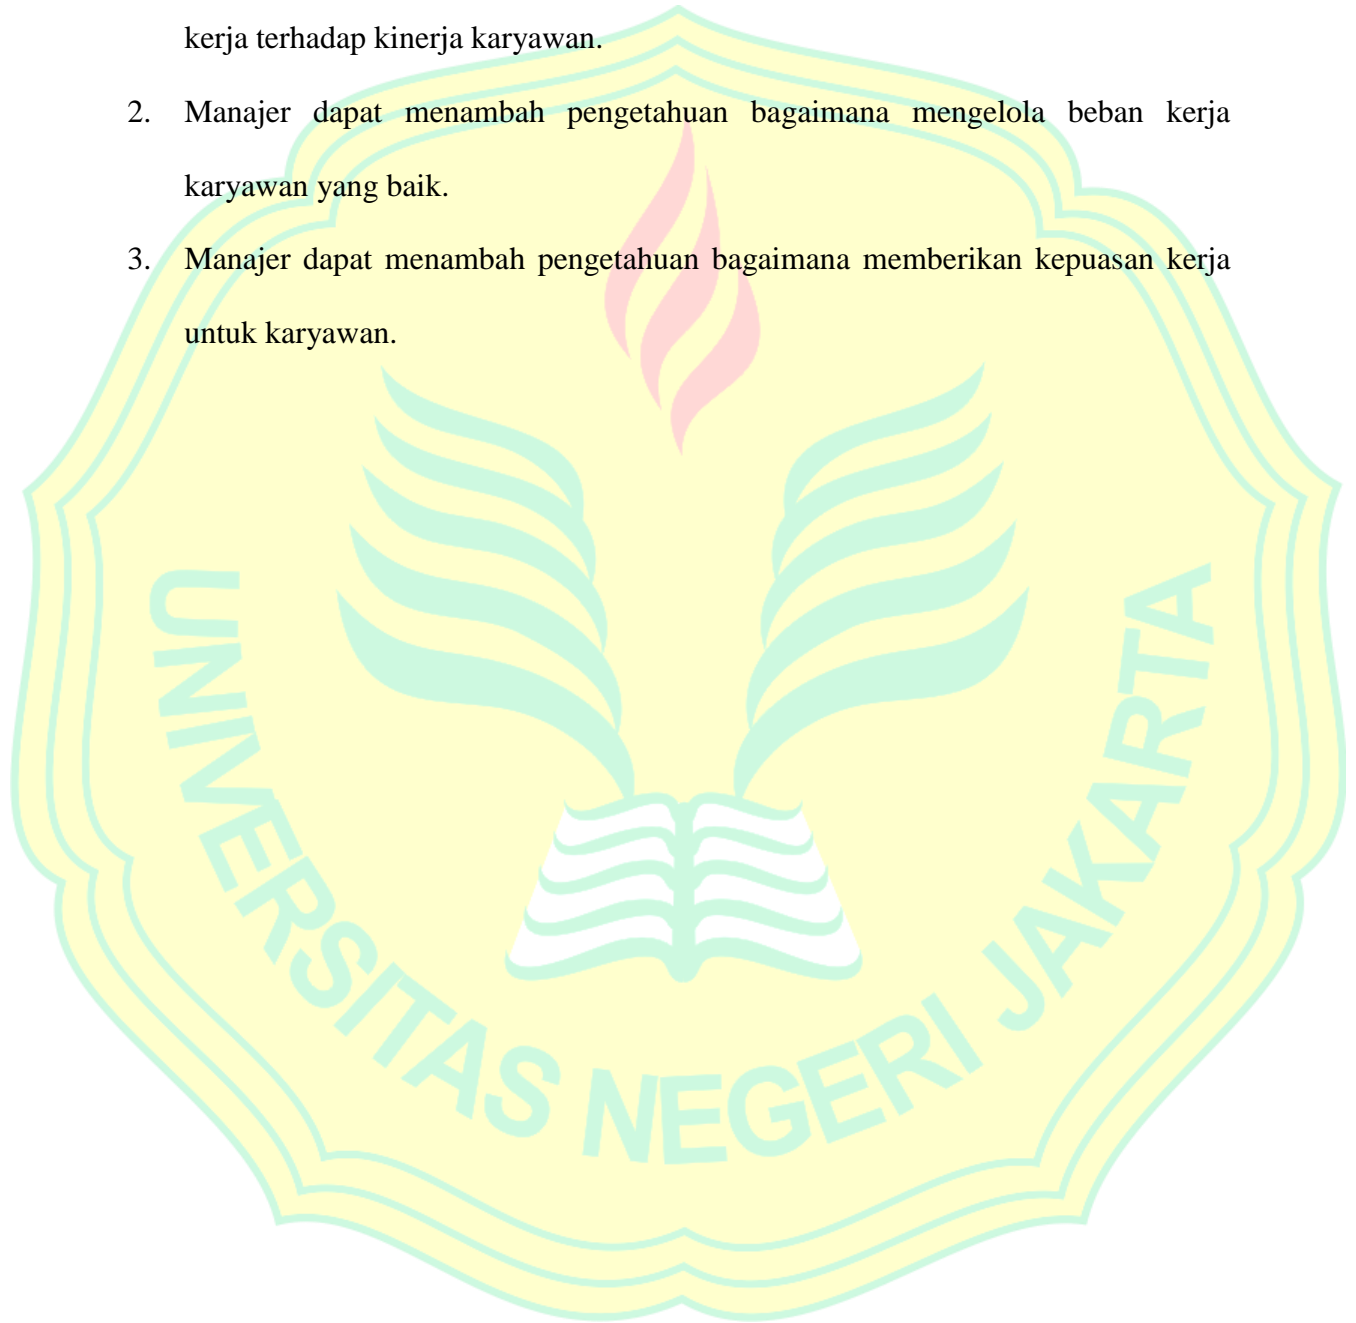 kerja terhadap kinerja karyawan.
2. Manajer dapat menambah pengetahuan bagaimana mengelola beban kerja
karyawan yang baik.
3. Manajer dapat menambah pengetahuan bagaimana memberikan kepuasan kerja
untuk karyawan.
UNIVERSITAS NEGERI JAKARTA